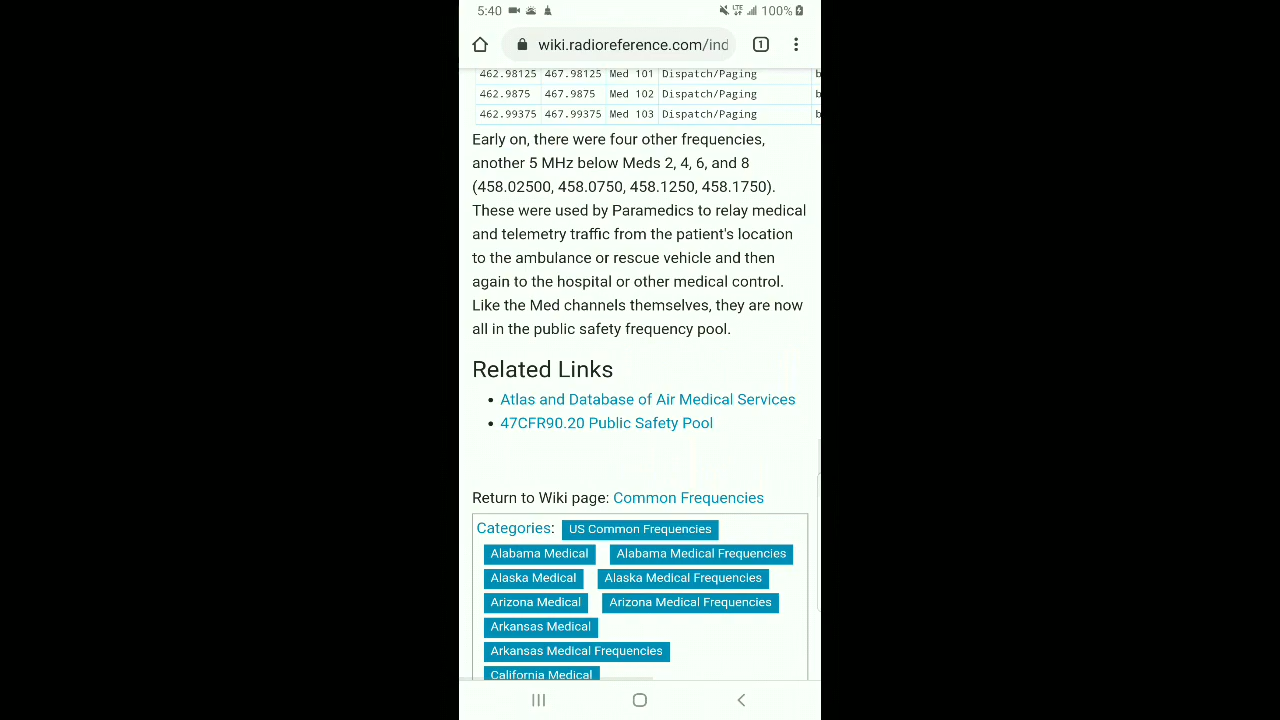 5:40 LTE 100%
wiki.radioreference.com/ind 1
462.98125 467.98125 Med 101 Dispatch/Paging b
462.9875 467.9875 Med 102 Dispatch/Paging b
462.99375 467.99375 Med 103 Dispatch/Paging b
Early on, there were four other frequencies,
another 5 MHz below Meds 2, 4, 6, and 8
(458.02500, 458.0750, 458.1250, 458.1750).
These were used by Paramedics to relay medical
and telemetry traffic from the patient's location
to the ambulance or rescue vehicle and then
again to the hospital or other medical control.
Like the Med channels themselves, they are now
all in the public safety frequency pool.
Related Links
• Atlas and Database of Air Medical Services
• 47CFR90.20 Public Safety Pool
Return to Wiki page: Common Frequencies
Categories: US Common Frequencies
Alabama Medical Alabama Medical Frequencies
Alaska Medical Alaska Medical Frequencies
Arizona Medical Arizona Medical Frequencies
Arkansas Medical
Arkansas Medical Frequencies
California Medical